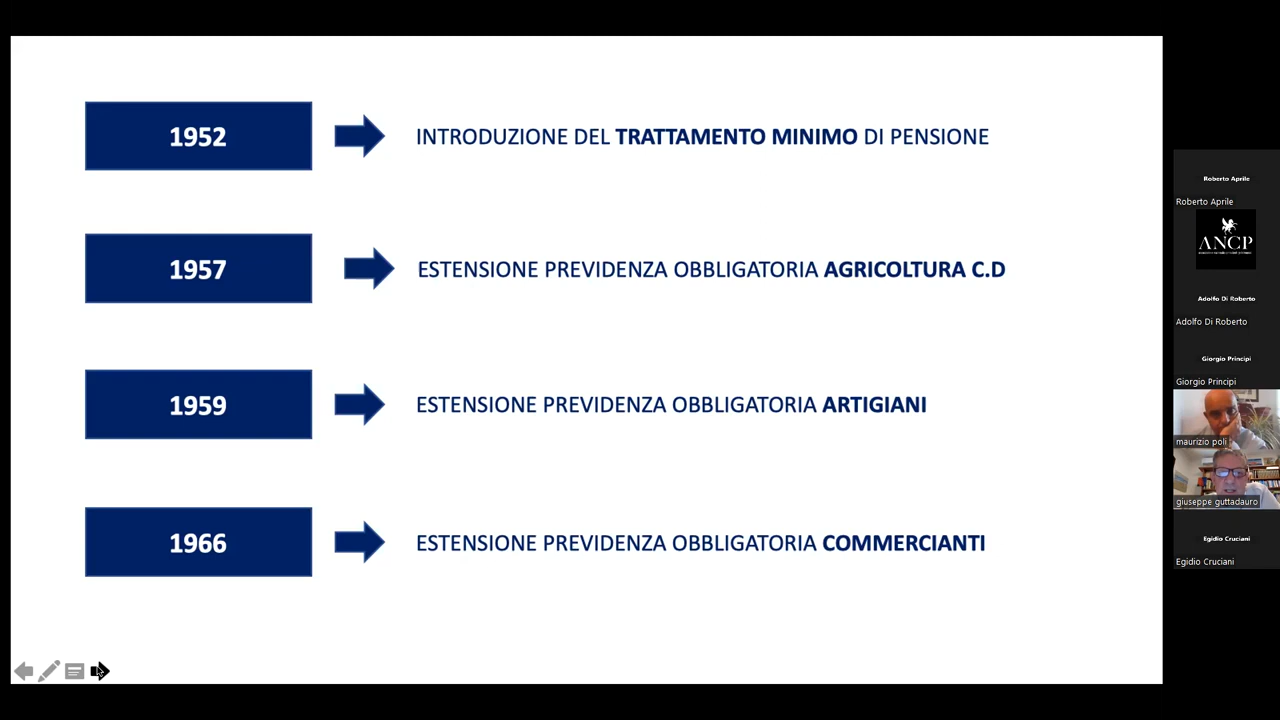 1952
INTRODUZIONE DEL TRATTAMENTO MINIMO DI PENSIONE
1957
ESTENSIONE PREVIDENZA OBBLIGATORIA AGRICOLTURA C.D
1959
ESTENSIONE PREVIDENZA OBBLIGATORIA ARTIGIANI
1966
ESTENSIONE PREVIDENZA OBBLIGATORIA COMMERCIANTI
Roberto Aprile
Roberto Aprile
ANCP
Adolfo Di Roberto
Adolfo Di Roberto
Giorgio Principi
Giorgio Principi
maurizio poli
giuseppe guttadauro
Egidio Cruciani
Egidio Cruciani